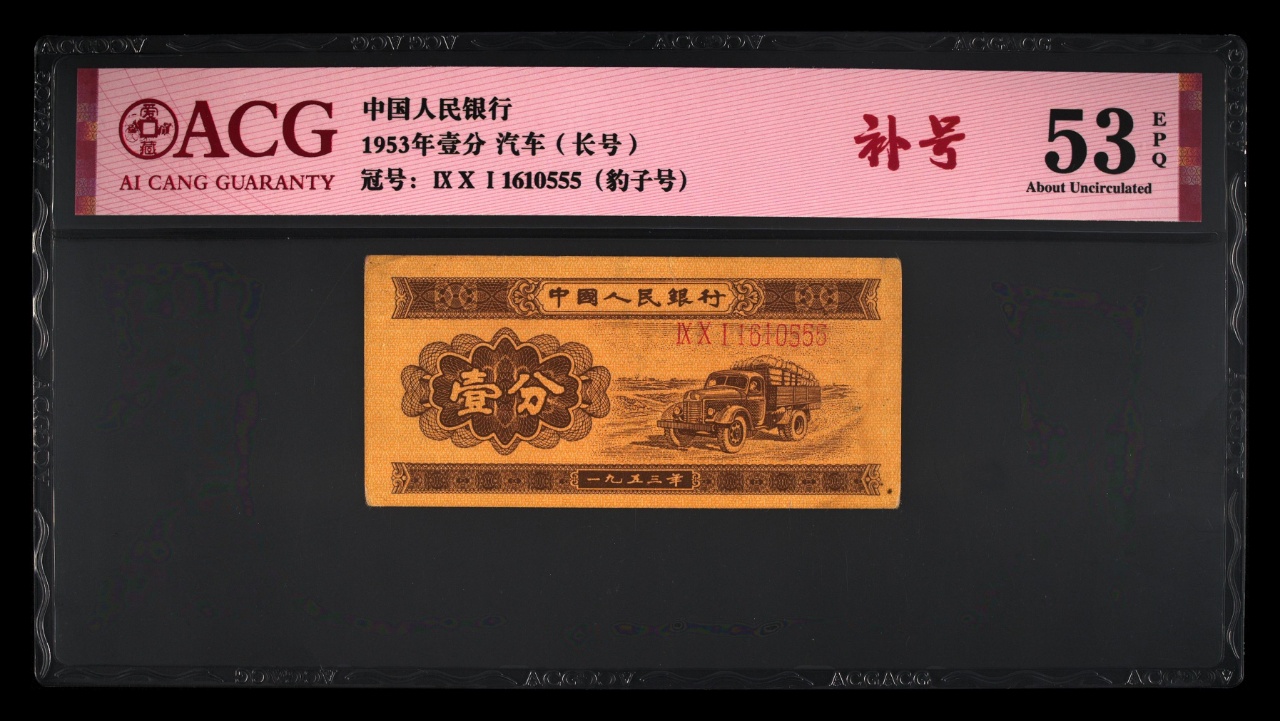 ACG
AI CANG GUARANTY
中国人民银行
1953年壹分 汽车（长号）
冠号：Ⅸ Ⅹ Ⅰ 1610555（豹子号）
补号
53
EPQ
About Uncirculated
中國人民銀行
Ⅸ Ⅹ Ⅰ 1610555
壹分
一九五三年